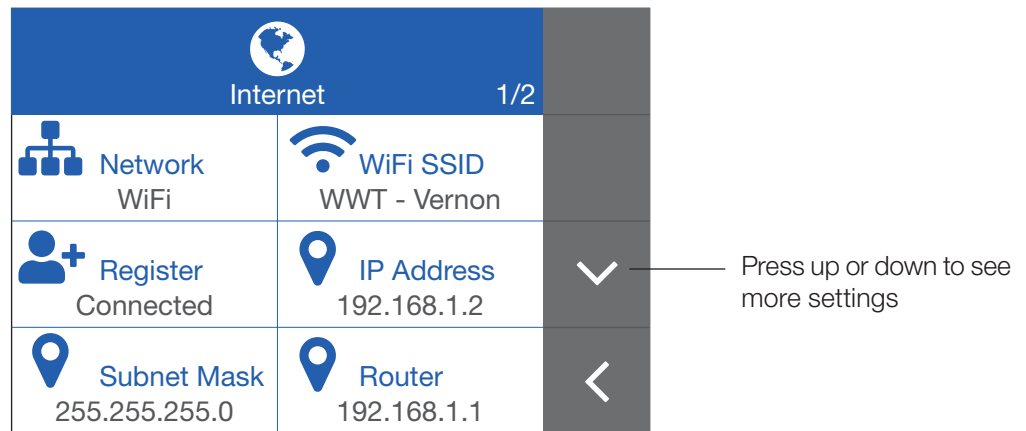 Internet 1/2
Network
WiFi
WiFi SSID
WWT - Vernon
Register
Connected
IP Address
192.168.1.2
Press up or down to see
more settings
Subnet Mask
255.255.255.0
Router
192.168.1.1